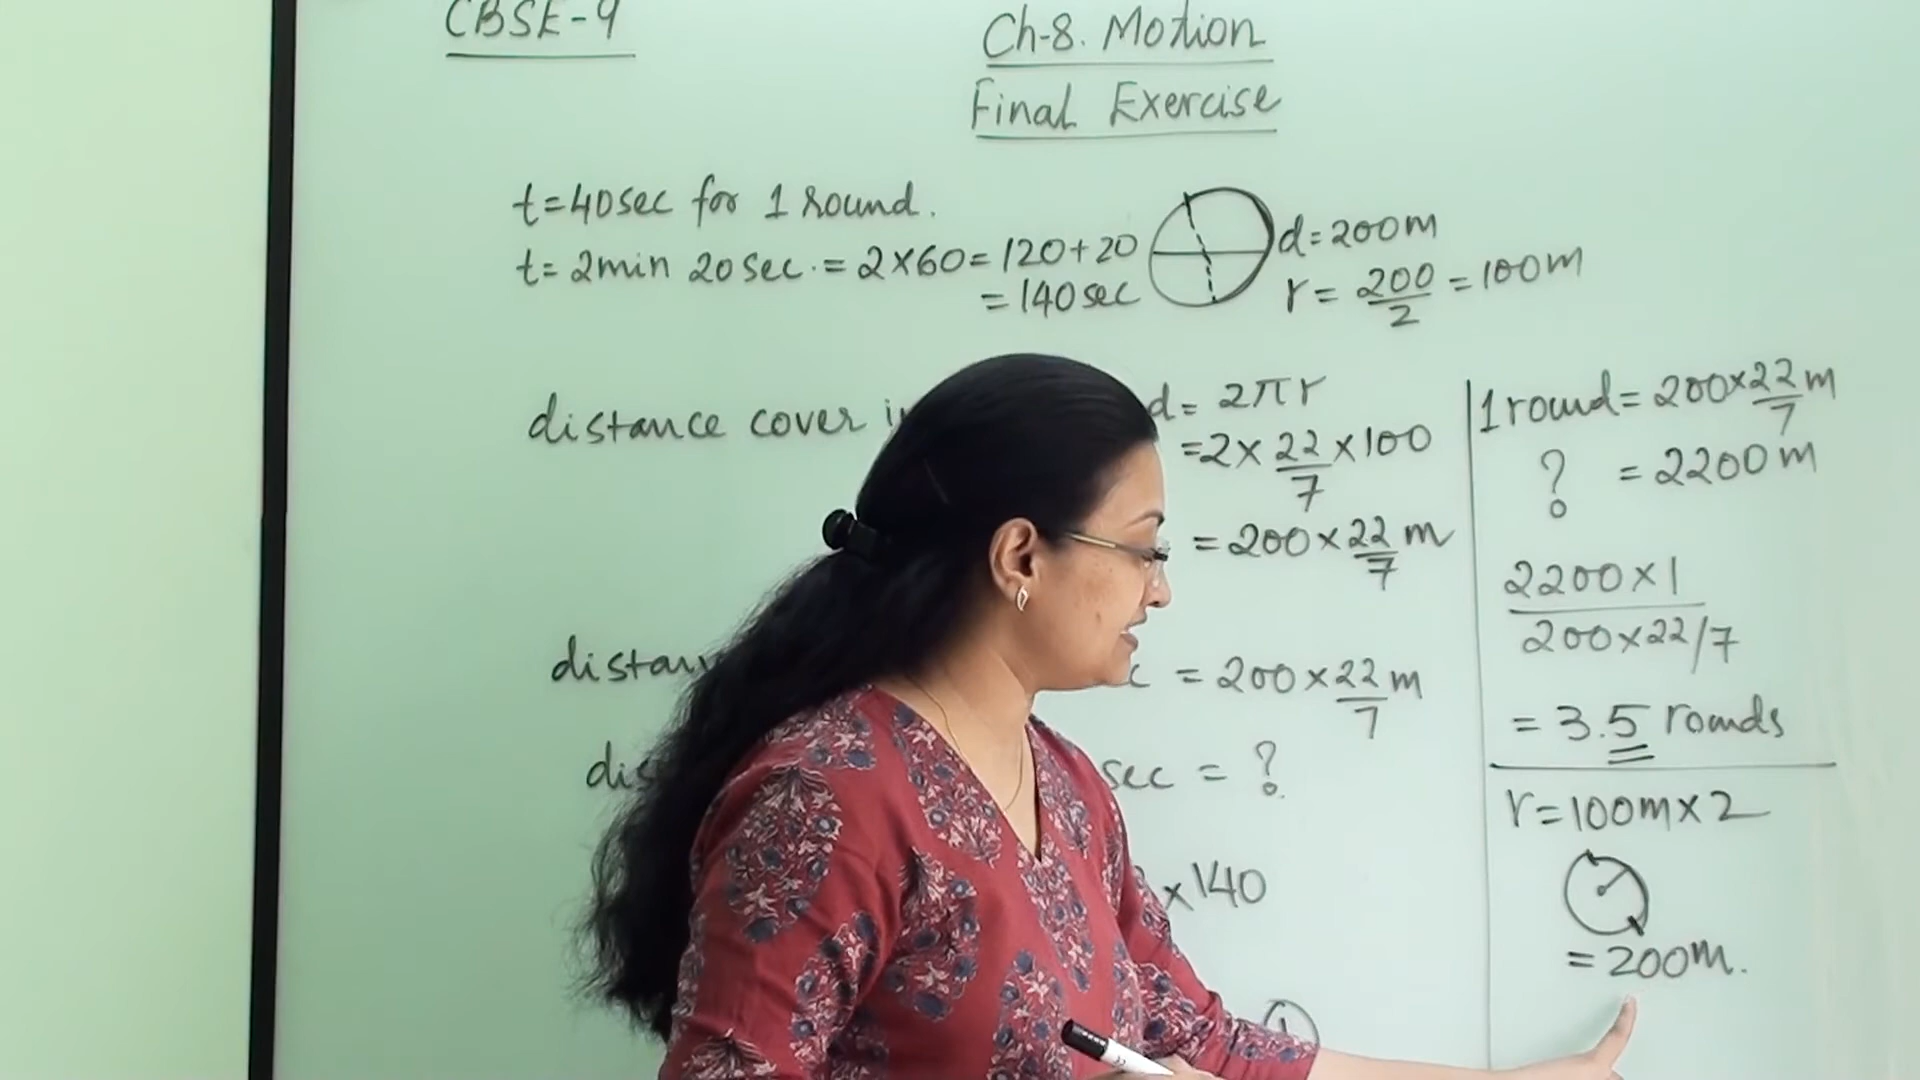 CBSE-9
Ch-8. Motion
Final Exercise
t=40sec for 1 round.
t= 2min 20sec. = 2×60= 120+20
= 140sec
d=200m
r = 200/2 = 100m
distance cover
d= 2πr
=2×22/7×100
= 200×22/7 m
= 200×22/7 m
sec = ?
×140
1 round= 200×22/7 m
? = 2200m
2200×1
200×22/7
= 3.5 rounds
r=100m×2
= 200m.